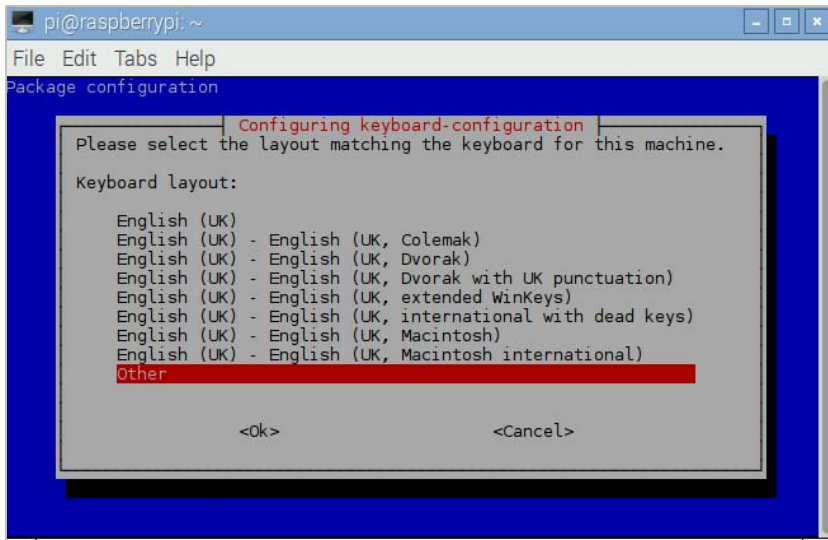 pi@raspberrypi: ~
File Edit Tabs Help
Package configuration
Configuring keyboard-configuration
Please select the layout matching the keyboard for this machine.
Keyboard layout:
English (UK)
English (UK) - English (UK, Colemak)
English (UK) - English (UK, Dvorak)
English (UK) - English (UK, Dvorak with UK punctuation)
English (UK) - English (UK, extended WinKeys)
English (UK) - English (UK, international with dead keys)
English (UK) - English (UK, Macintosh)
English (UK) - English (UK, Macintosh international)
Other
<Ok> <Cancel>